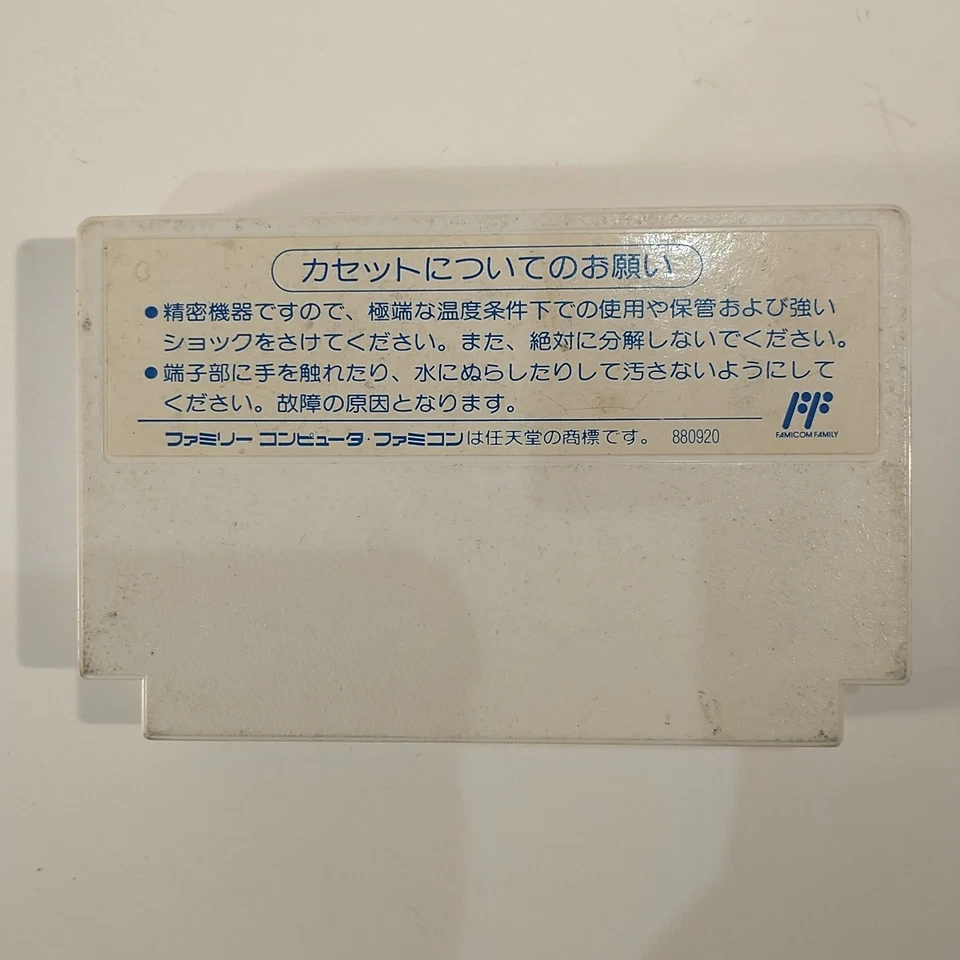 カセットについてのお願い
●精密機器ですので、極端な温度条件下での使用や保管および強い
ショックをさけてください。また、絶対に分解しないでください。
●端子部に手を触れたり、水にぬらしたりして汚さないようにして
ください。故障の原因となります。
FF
FAMICOM FAMILY
ファミリー コンピュータ・ファミコンは任天堂の商標です。 880920